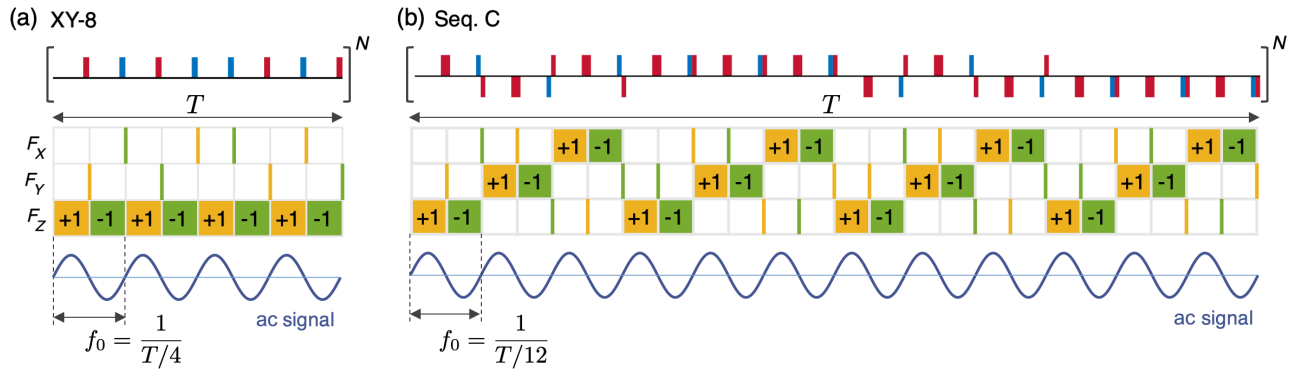 (a) XY-8
N
T
F_X
F_Y
F_Z +1 -1 +1 -1 +1 -1 +1 -1
ac signal
f_0 = \frac{1}{T/4}
(b) Seq. C
N
T
+1 -1 +1 -1 +1 -1 +1 -1
+1 -1 +1 -1 +1 -1 +1 -1
+1 -1 +1 -1 +1 -1 +1 -1
ac signal
f_0 = \frac{1}{T/12}